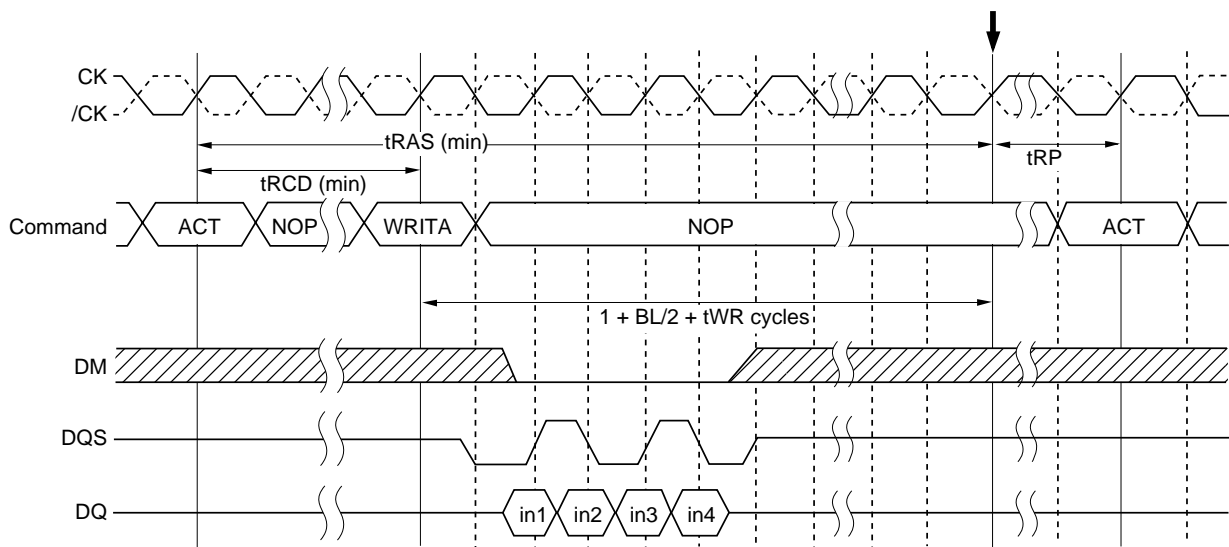 CK
/CK
tRAS (min)
tRP
tRCD (min)
Command ACT NOP WRITA NOP ACT
1 + BL/2 + tWR cycles
DM
DQS
DQ in1 in2 in3 in4